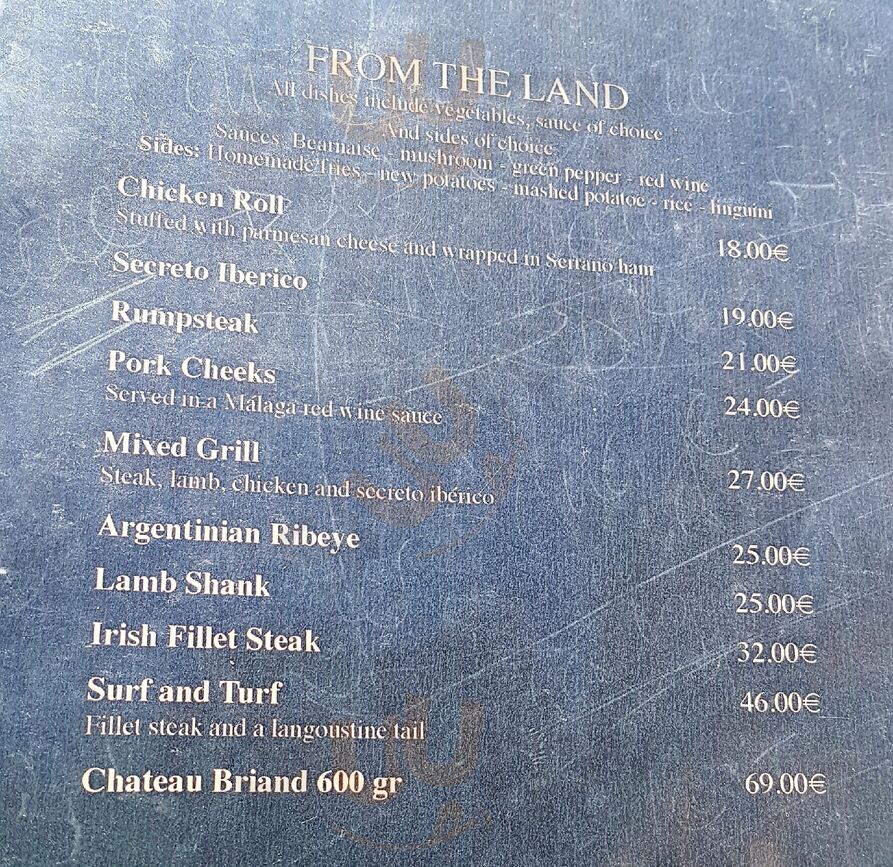 FROM THE LAND
All dishes include vegetables, sauce of choice
And sides of choice
Sauces: Bearnaise - mushroom - green pepper - red wine
Sides: Homemade fries - new potatoes - mashed potatoe - rice - linguini
Chicken Roll 18.00€
Stuffed with parmesan cheese and wrapped in Serrano ham
Secreto Iberico 19.00€
Rumpsteak 21.00€
Pork Cheeks 24.00€
Served in a Málaga red wine sauce
Mixed Grill 27.00€
Steak, lamb, chicken and secreto ibérico
Argentinian Ribeye 25.00€
Lamb Shank 25.00€
Irish Fillet Steak 32.00€
Surf and Turf 46.00€
Fillet steak and a langoustine tail
Chateau Briand 600 gr 69.00€